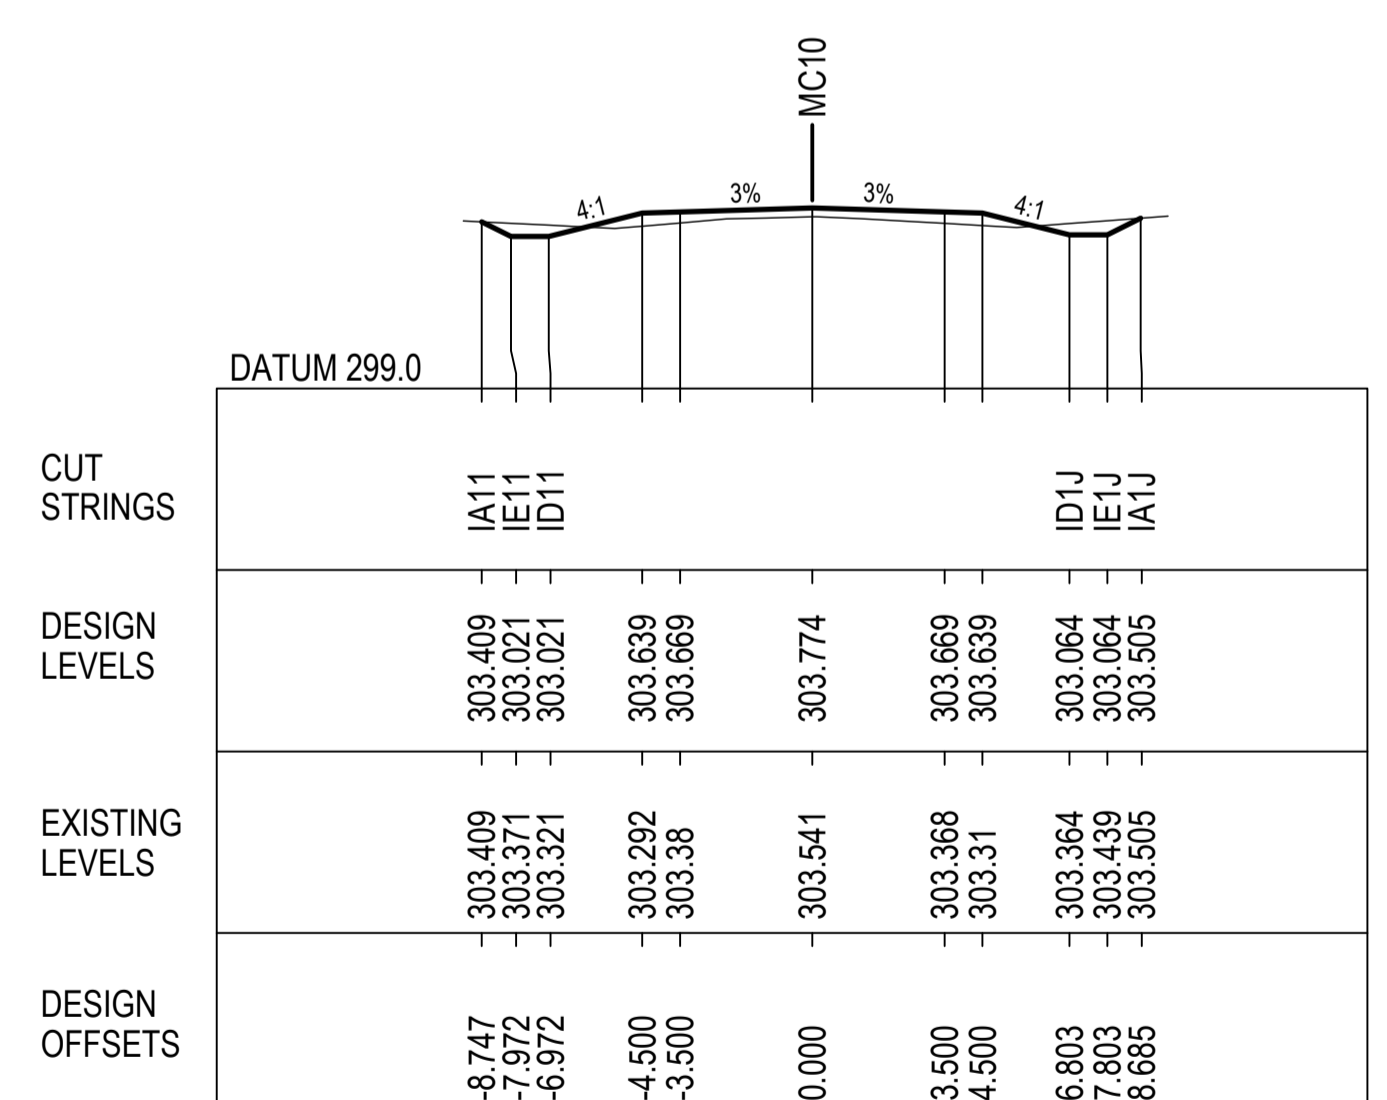 MC10
4:1 3% 3% 4:1
DATUM 299.0
CUT
STRINGS
IA11 IE11 ID11 ID1J IE1J IA1J
DESIGN
LEVELS
303.409 303.021 303.021 303.639 303.669 303.774 303.669 303.639 303.064 303.064 303.505
EXISTING
LEVELS
303.409 303.371 303.321 303.292 303.38 303.541 303.368 303.31 303.364 303.439 303.505
DESIGN
OFFSETS
-8.747 -7.972 -6.972 -4.500 -3.500 0.000 3.500 4.500 6.803 7.803 8.685